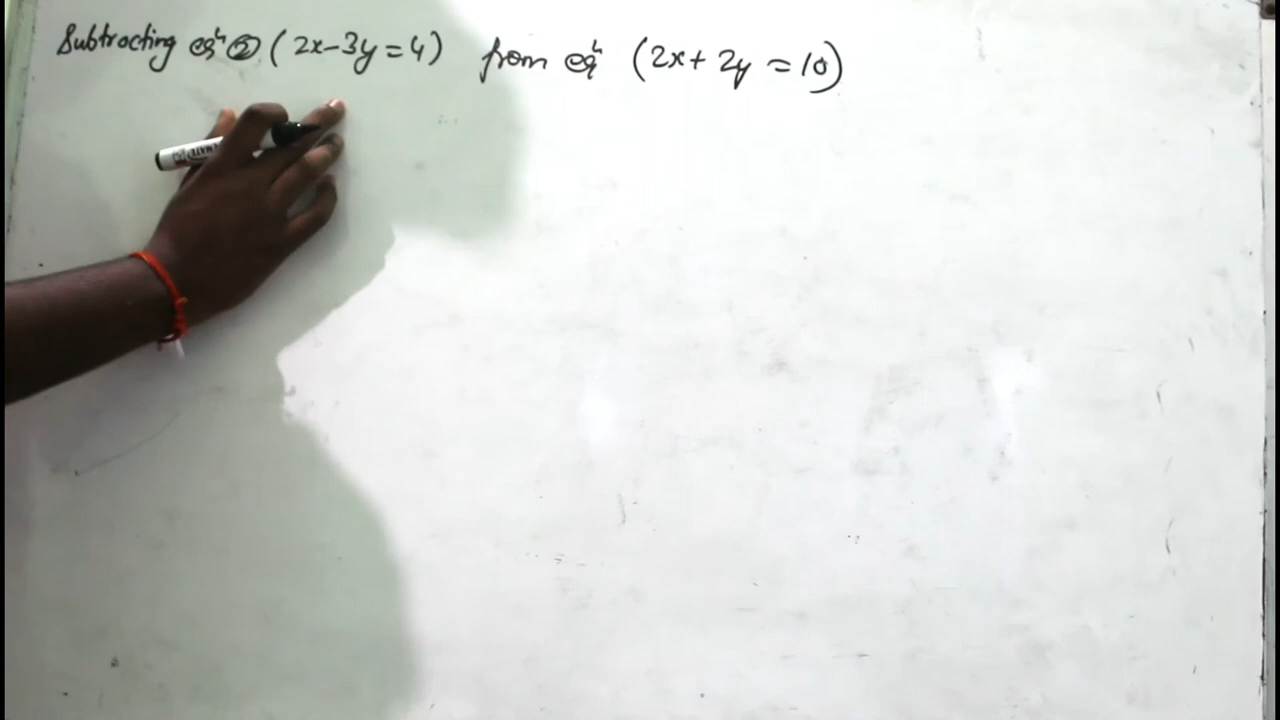 Subtracting eqⁿ ② (2x-3y=4) from eqⁿ (2x+2y=10)